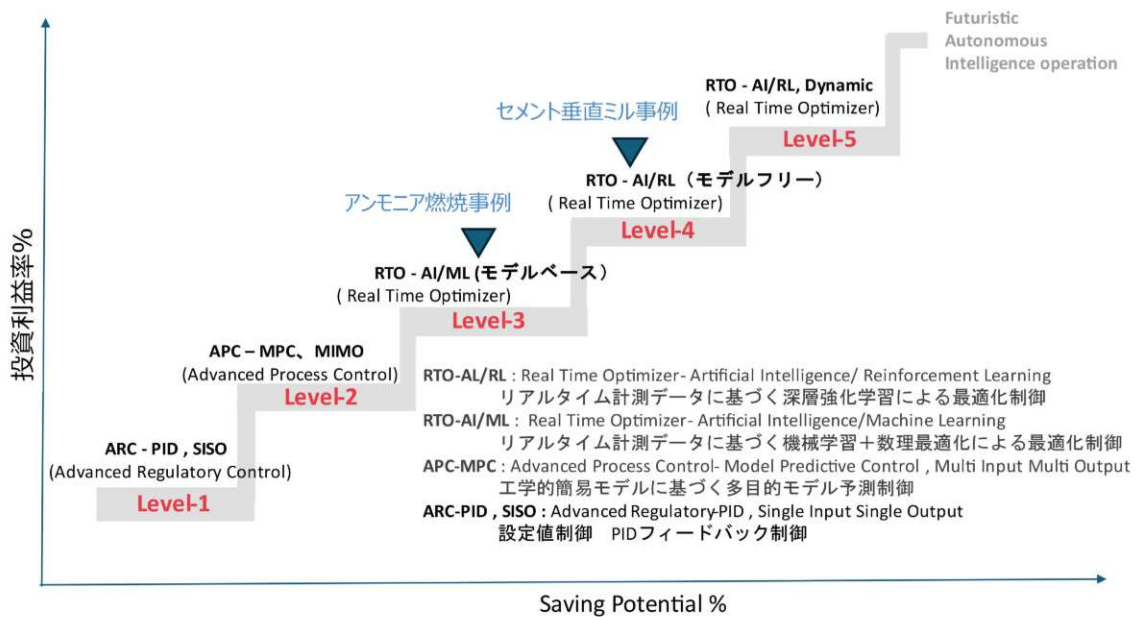 Futuristic
Autonomous
Intelligence operation
RTO - AI/RL, Dynamic
( Real Time Optimizer)
Level-5
セメント垂直ミル事例
RTO - AI/RL（モデルフリー）
( Real Time Optimizer)
Level-4
アンモニア燃焼事例
RTO - AI/ML (モデルベース）
( Real Time Optimizer)
Level-3
APC – MPC、MIMO
(Advanced Process Control)
Level-2
ARC - PID , SISO
(Advanced Regulatory Control)
Level-1
RTO-AL/RL : Real Time Optimizer- Artificial Intelligence/ Reinforcement Learning
リアルタイム計測データに基づく深層強化学習による最適化制御
RTO-AI/ML : Real Time Optimizer- Artificial Intelligence/Machine Learning
リアルタイム計測データに基づく機械学習＋数理最適化による最適化制御
APC-MPC : Advanced Process Control- Model Predictive Control , Multi Input Multi Output
工学的簡易モデルに基づく多目的モデル予測制御
ARC-PID , SISO : Advanced Regulatory-PID , Single Input Single Output
設定値制御　PIDフィードバック制御
投資利益率%
Saving Potential %